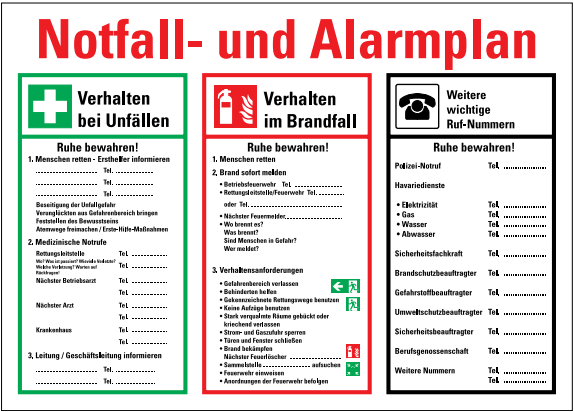 Notfall- und Alarmplan
Verhalten
bei Unfällen
Ruhe bewahren!
1. Menschen retten - Ersthelfer informieren
.................... Tel. ....................
.................... Tel. ....................
.................... Tel. ....................
Beseitigung der Unfallgefahr
Verunglückten aus Gefahrenbereich bringen
Feststellen des Bewusstseins
Atemwege freimachen / Erste-Hilfe-Maßnahmen
2. Medizinische Notrufe
Rettungsleitstelle Tel. ....................
Wo? Was ist passiert? Wieviele Verletzte?
Welche Verletzung? Warten auf
Rückfragen!
Nächster Betriebsarzt Tel. ....................
Tel. ....................
Nächster Arzt Tel. ....................
Tel. ....................
Krankenhaus Tel. ....................
Tel. ....................
3, Leitung / Geschäftsleitung informieren
.................... Tel. ....................
.................... Tel. ....................
Verhalten
im Brandfall
Ruhe bewahren!
1. Menschen retten
2, Brand sofort melden
• Betriebsfeuerwehr Tel. ....................
• Rettungsleitstelle/Feuerwehr Tel. ....................
oder Tel. ....................
• Nächster Feuermelder....................
• Wo brennt es?
Was brennt?
Sind Menschen in Gefahr?
Wer meldet?
3. Verhaltensanforderungen
• Gefahrenbereich verlassen
• Behinderten helfen
• Gekennzeichnete Rettungswege benutzen
• Keine Aufzüge benutzen
• Stark verqualmte Räume gebückt oder
kriechend verlassen
• Strom- und Gaszufuhr sperren
• Türen und Fenster schließen
• Brand bekämpfen
Nächster Feuerlöscher ....................
• Sammelstelle.................... aufsuchen
• Feuerwehr einweisen
• Anordnungen der Feuerwehr befolgen
Weitere
wichtige
Ruf-Nummern
Ruhe bewahren!
Polizei-Notruf Tel. ....................
Havariedienste
• Elektrizität Tel. ....................
• Gas Tel. ....................
• Wasser Tel. ....................
• Abwasser Tel. ....................
Sicherheitsfachkraft Tel. ....................
Brandschutzbeauftragter Tel. ....................
Gefahrstoffbeauftragter Tel. ....................
Umweltschutzbeauftragter Tel. ....................
Sicherheitsbeauftragter Tel. ....................
Berufsgenossenschaft Tel. ....................
Weitere Nummern Tel. ....................
Tel. ....................